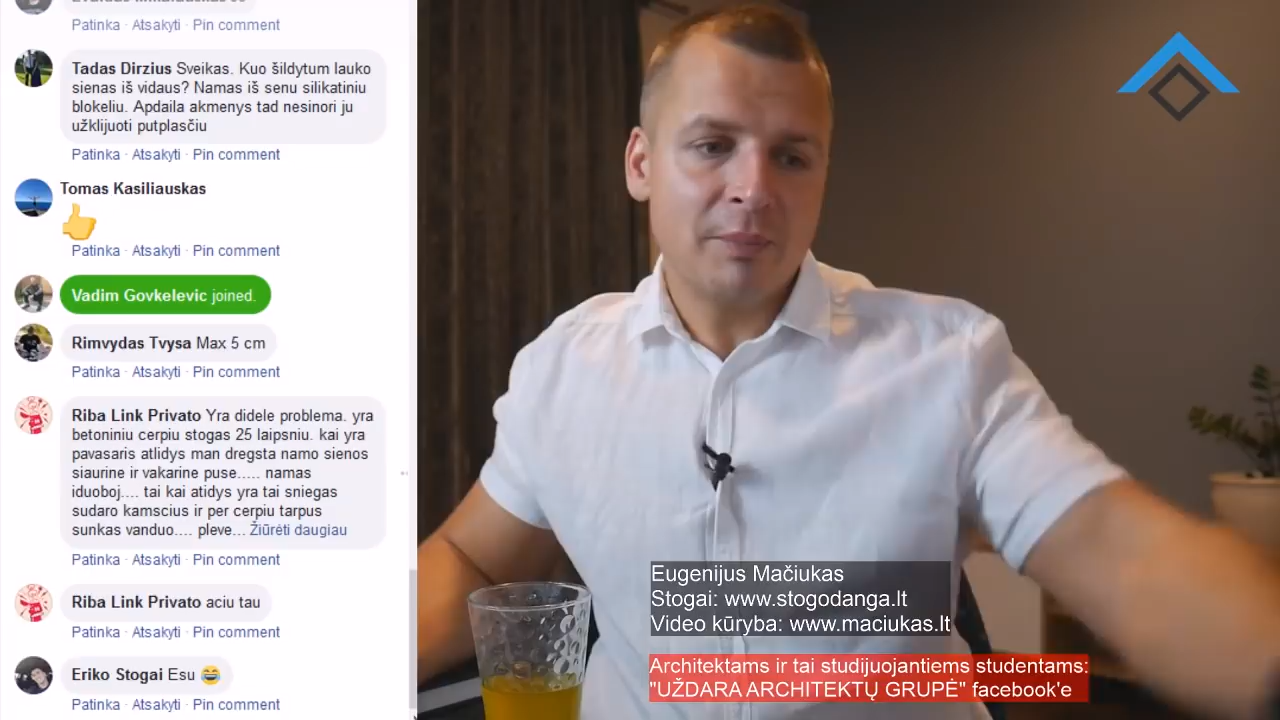 Patinka · Atsakyti · Pin comment
Tadas Dirzius Sveikas. Kuo šildytum lauko
sienas iš vidaus? Namas iš senu silikatiniu
blokeliu. Apdaila akmenys tad nesinori ju
užklijuoti putplasčiu
Patinka · Atsakyti · Pin comment
Tomas Kasiliauskas
Patinka · Atsakyti · Pin comment
Vadim Govkelevic joined.
Rimvydas Tvysa Max 5 cm
Patinka · Atsakyti · Pin comment
Riba Link Privato Yra didele problema. yra
betoniniu cerpiu stogas 25 laipsniu. kai yra
pavasaris atlidys man dregsta namo sienos
siaurine ir vakarine puse..... namas
iduoboj.... tai kai atidys yra tai sniegas
sudaro kamscius ir per cerpiu tarpus
sunkas vanduo.... pleve... Žiūrėti daugiau
Patinka · Atsakyti · Pin comment
Riba Link Privato aciu tau
Patinka · Atsakyti · Pin comment
Eriko Stogai Esu 😂
Patinka · Atsakyti · Pin comment
Eugenijus Mačiukas
Stogai: www.stogodanga.lt
Video kūryba: www.maciukas.lt
Architektams ir tai studijuojantiems studentams:
"UŽDARA ARCHITEKTŲ GRUPĖ" facebook'e